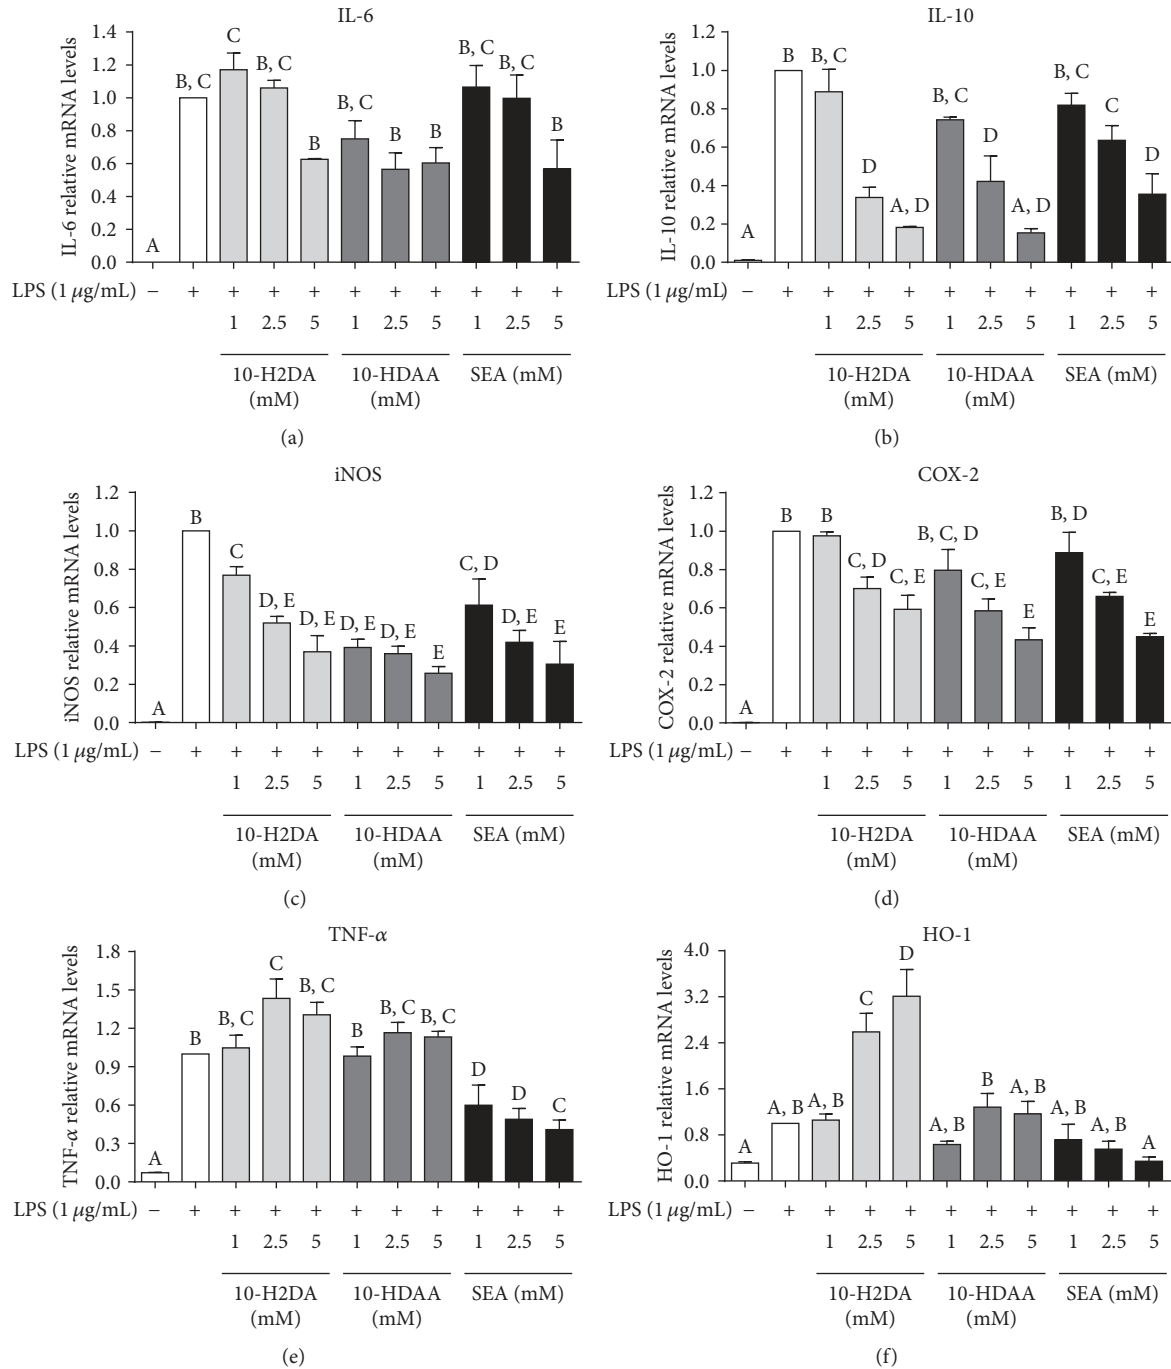 IL-6
IL-6 relative mRNA levels
1.4
1.2
1.0
0.8
0.6
0.4
0.2
0.0
A
B, C
C
B, C
B
B, C
B
B
B, C
B, C
B
LPS (1 μg/mL) − + + + + + + + + + +
1 2.5 5 1 2.5 5 1 2.5 5
10-H2DA (mM)
10-HDAA (mM)
SEA (mM)
(a)
IL-10
IL-10 relative mRNA levels
1.2
1.0
0.8
0.6
0.4
0.2
0.0
A
B
B, C
D
A, D
B, C
D
A, D
B, C
C
D
LPS (1 μg/mL) − + + + + + + + + + +
1 2.5 5 1 2.5 5 1 2.5 5
10-H2DA (mM)
10-HDAA (mM)
SEA (mM)
(b)
iNOS
iNOS relative mRNA levels
1.2
1.0
0.8
0.6
0.4
0.2
0.0
A
B
C
D, E
D, E
D, E
D, E
E
C, D
D, E
E
LPS (1 μg/mL) − + + + + + + + + + +
1 2.5 5 1 2.5 5 1 2.5 5
10-H2DA (mM)
10-HDAA (mM)
SEA (mM)
(c)
COX-2
COX-2 relative mRNA levels
1.2
1.0
0.8
0.6
0.4
0.2
0.0
A
B
B
C, D
C, E
B, C, D
C, E
E
B, D
C, E
E
LPS (1 μg/mL) − + + + + + + + + + +
1 2.5 5 1 2.5 5 1 2.5 5
10-H2DA (mM)
10-HDAA (mM)
SEA (mM)
(d)
TNF-α
TNF-α relative mRNA levels
1.8
1.5
1.2
0.9
0.6
0.3
0.0
A
B
B, C
C
B, C
B
B, C
B, C
D
D
C
LPS (1 μg/mL) − + + + + + + + + + +
1 2.5 5 1 2.5 5 1 2.5 5
10-H2DA (mM)
10-HDAA (mM)
SEA (mM)
(e)
HO-1
HO-1 relative mRNA levels
4.0
3.2
2.4
1.6
0.8
0.0
A
A, B
A, B
C
D
A, B
B
A, B
A, B
A, B
A
LPS (1 μg/mL) − + + + + + + + + + +
1 2.5 5 1 2.5 5 1 2.5 5
10-H2DA (mM)
10-HDAA (mM)
SEA (mM)
(f)